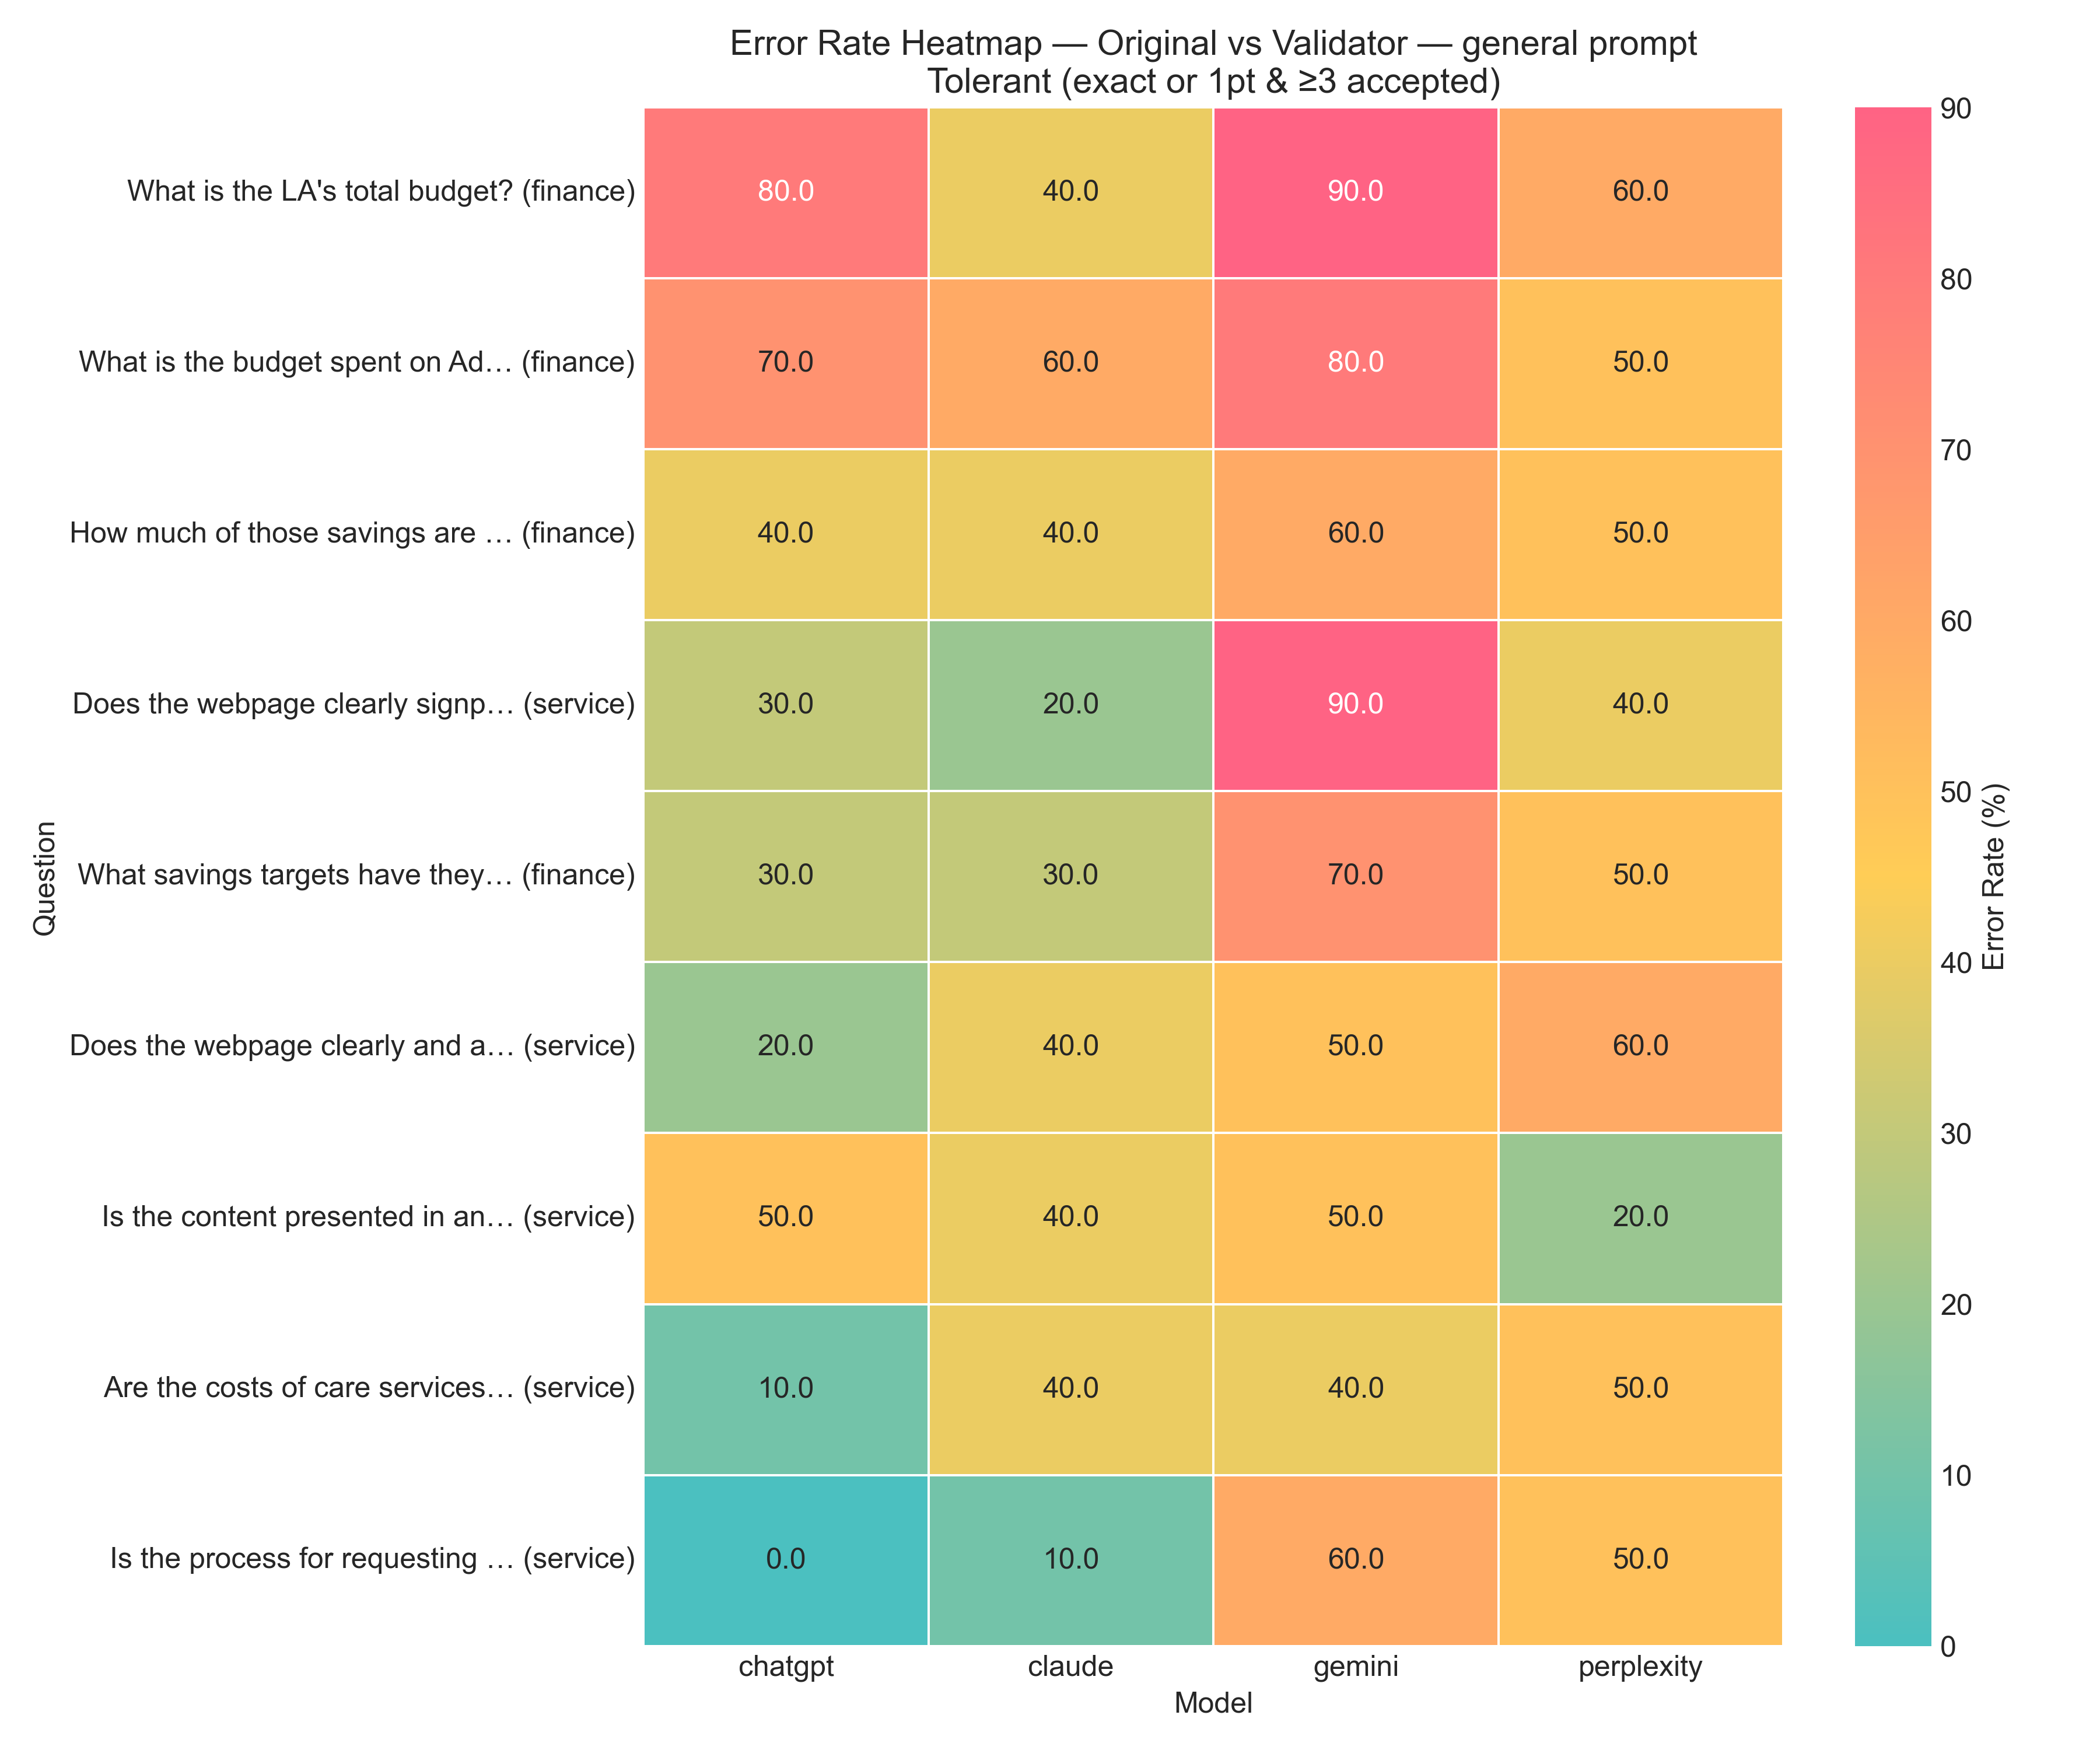 Error Rate Heatmap — Original vs Validator — general prompt
Tolerant (exact or 1pt & ≥3 accepted)
What is the LA's total budget? (finance) 80.0 40.0 90.0 60.0
What is the budget spent on Ad… (finance) 70.0 60.0 80.0 50.0
How much of those savings are … (finance) 40.0 40.0 60.0 50.0
Does the webpage clearly signp… (service) 30.0 20.0 90.0 40.0
What savings targets have they… (finance) 30.0 30.0 70.0 50.0
Does the webpage clearly and a… (service) 20.0 40.0 50.0 60.0
Is the content presented in an… (service) 50.0 40.0 50.0 20.0
Are the costs of care services… (service) 10.0 40.0 40.0 50.0
Is the process for requesting … (service) 0.0 10.0 60.0 50.0
chatgpt claude gemini perplexity
Model
Question
90
80
70
60
50
40
30
20
10
0
Error Rate (%)